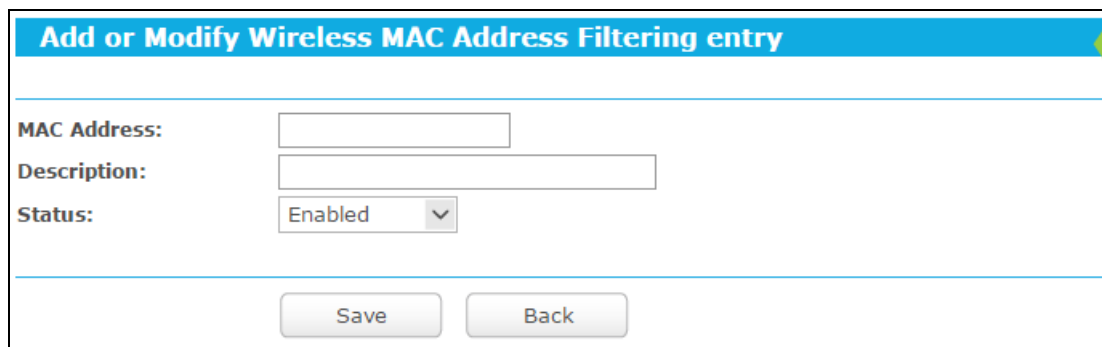 Add or Modify Wireless MAC Address Filtering entry
MAC Address:
Description:
Status: Enabled
Save Back